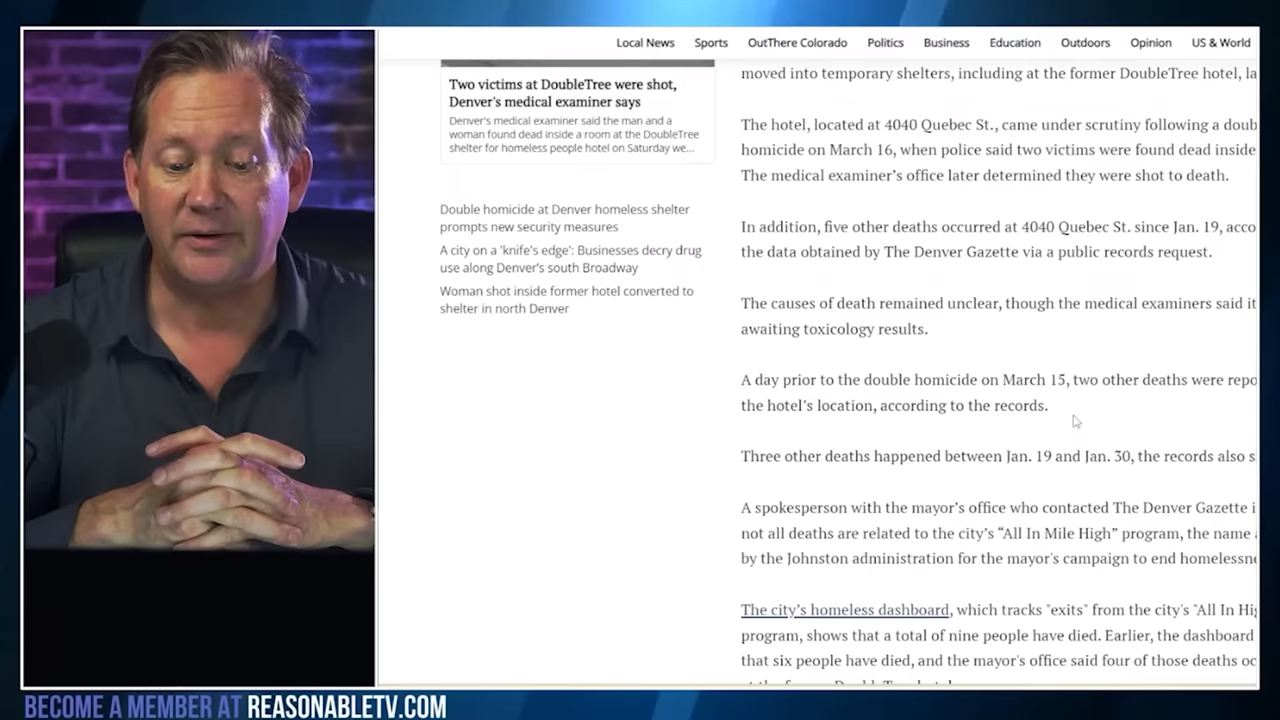 Local News Sports OutThere Colorado Politics Business Education Outdoors Opinion US & World
Two victims at DoubleTree were shot,
Denver's medical examiner says
Denver's medical examiner said the man and a
woman found dead inside a room at the DoubleTree
shelter for homeless people hotel on Saturday we...
Double homicide at Denver homeless shelter
prompts new security measures
A city on a 'knife's edge': Businesses decry drug
use along Denver's south Broadway
Woman shot inside former hotel converted to
shelter in north Denver
moved into temporary shelters, including at the former DoubleTree hotel, la
The hotel, located at 4040 Quebec St., came under scrutiny following a doub
homicide on March 16, when police said two victims were found dead inside
The medical examiner's office later determined they were shot to death.
In addition, five other deaths occurred at 4040 Quebec St. since Jan. 19, acco
the data obtained by The Denver Gazette via a public records request.
The causes of death remained unclear, though the medical examiners said it
awaiting toxicology results.
A day prior to the double homicide on March 15, two other deaths were repo
the hotel's location, according to the records.
Three other deaths happened between Jan. 19 and Jan. 30, the records also s
A spokesperson with the mayor's office who contacted The Denver Gazette i
not all deaths are related to the city's "All In Mile High" program, the name
by the Johnston administration for the mayor's campaign to end homelessne
The city's homeless dashboard, which tracks "exits" from the city's "All In Hig
program, shows that a total of nine people have died. Earlier, the dashboard
that six people have died, and the mayor's office said four of those deaths oc
BECOME A MEMBER AT REASONABLETV.COM